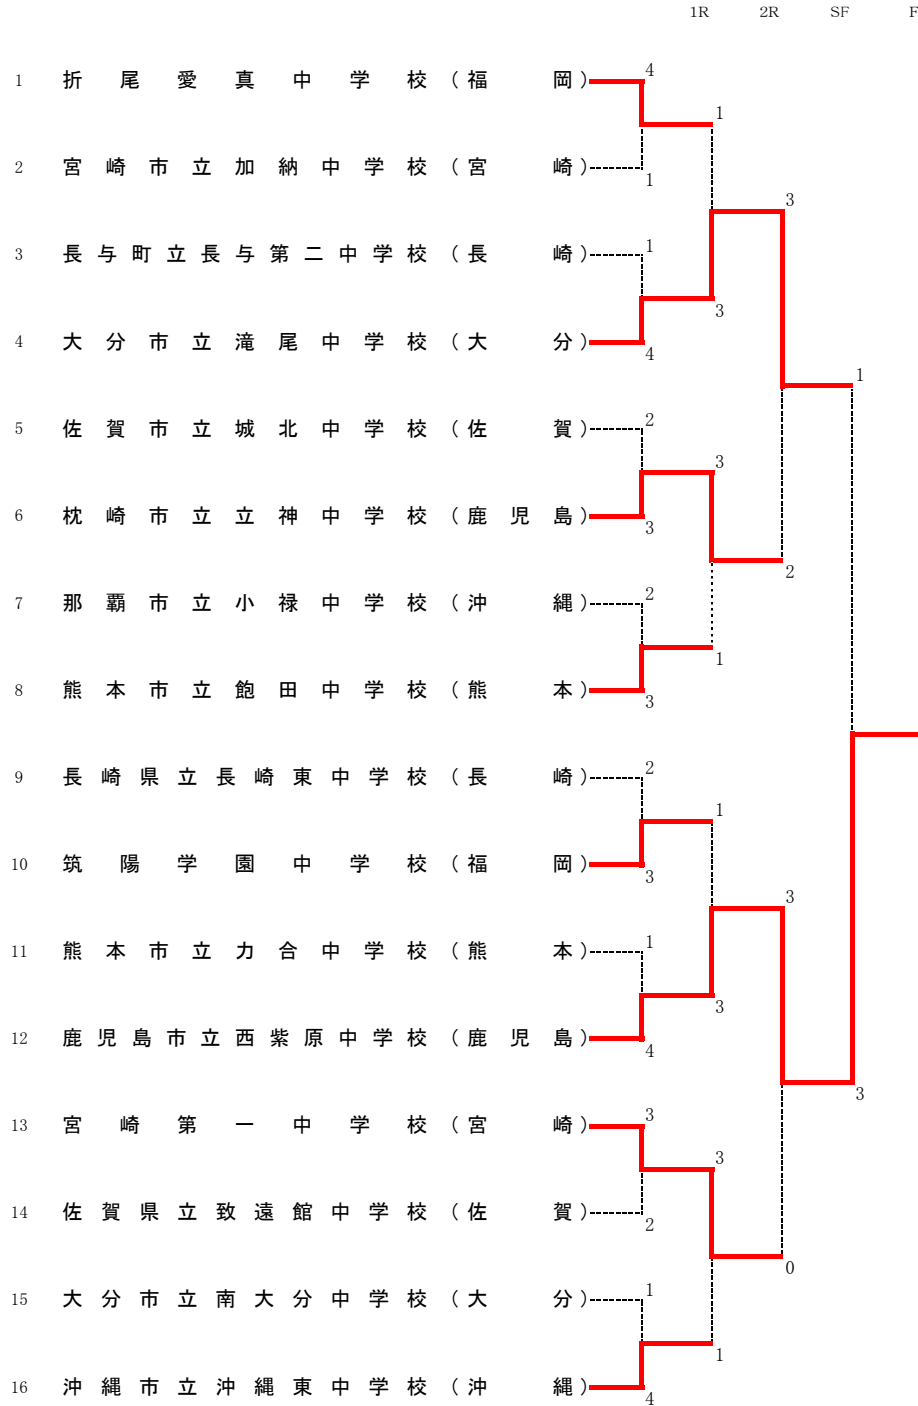 1R 2R SF F
1 折尾愛真中学校（福岡） 4
1
2 宮崎市立加納中学校（宮崎） 1
3
3 長与町立長与第二中学校（長崎） 1
3
4 大分市立滝尾中学校（大分） 4
1
5 佐賀市立城北中学校（佐賀） 2
3
6 枕崎市立立神中学校（鹿児島） 3
2
7 那覇市立小禄中学校（沖縄） 2
1
8 熊本市立飽田中学校（熊本） 3
9 長崎県立長崎東中学校（長崎） 2
1
10 筑陽学園中学校（福岡） 3
3
11 熊本市立力合中学校（熊本） 1
3
12 鹿児島市立西紫原中学校（鹿児島） 4
3
13 宮崎第一中学校（宮崎） 3
3
14 佐賀県立致遠館中学校（佐賀） 2
0
15 大分市立南大分中学校（大分） 1
1
16 沖縄市立沖縄東中学校（沖縄） 4